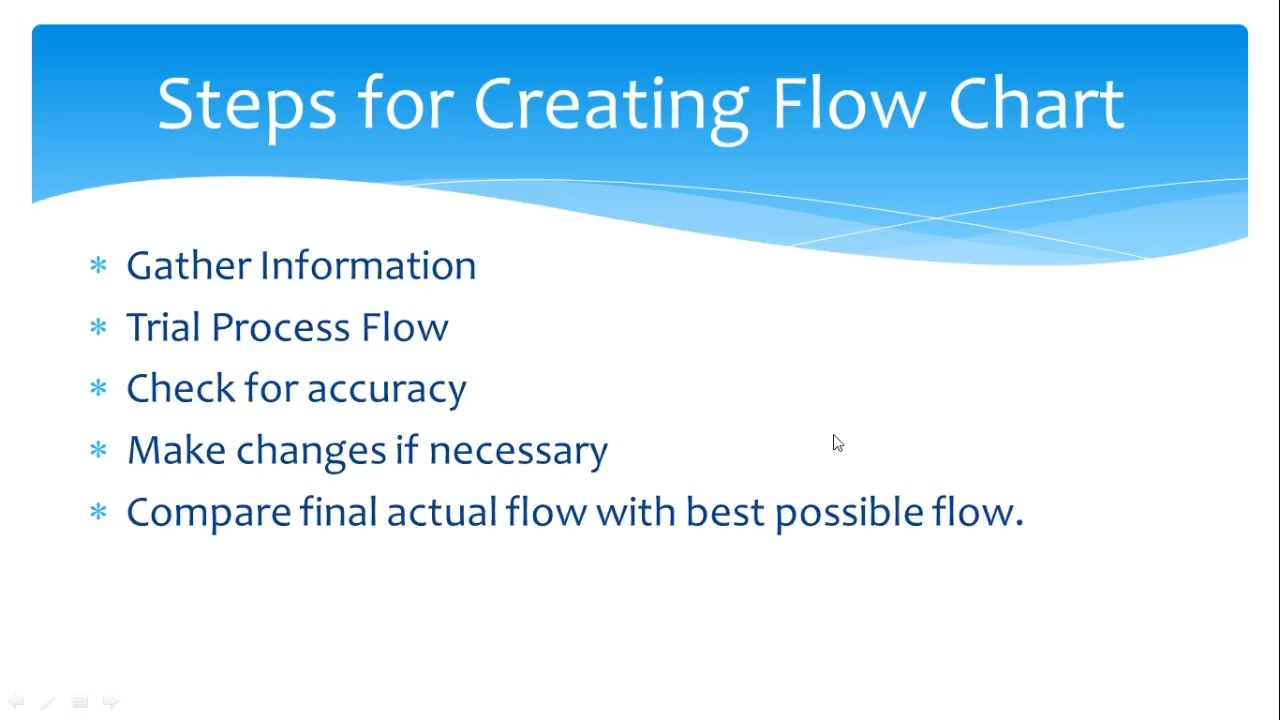 Steps for Creating Flow Chart
* Gather Information
* Trial Process Flow
* Check for accuracy
* Make changes if necessary
* Compare final actual flow with best possible flow.